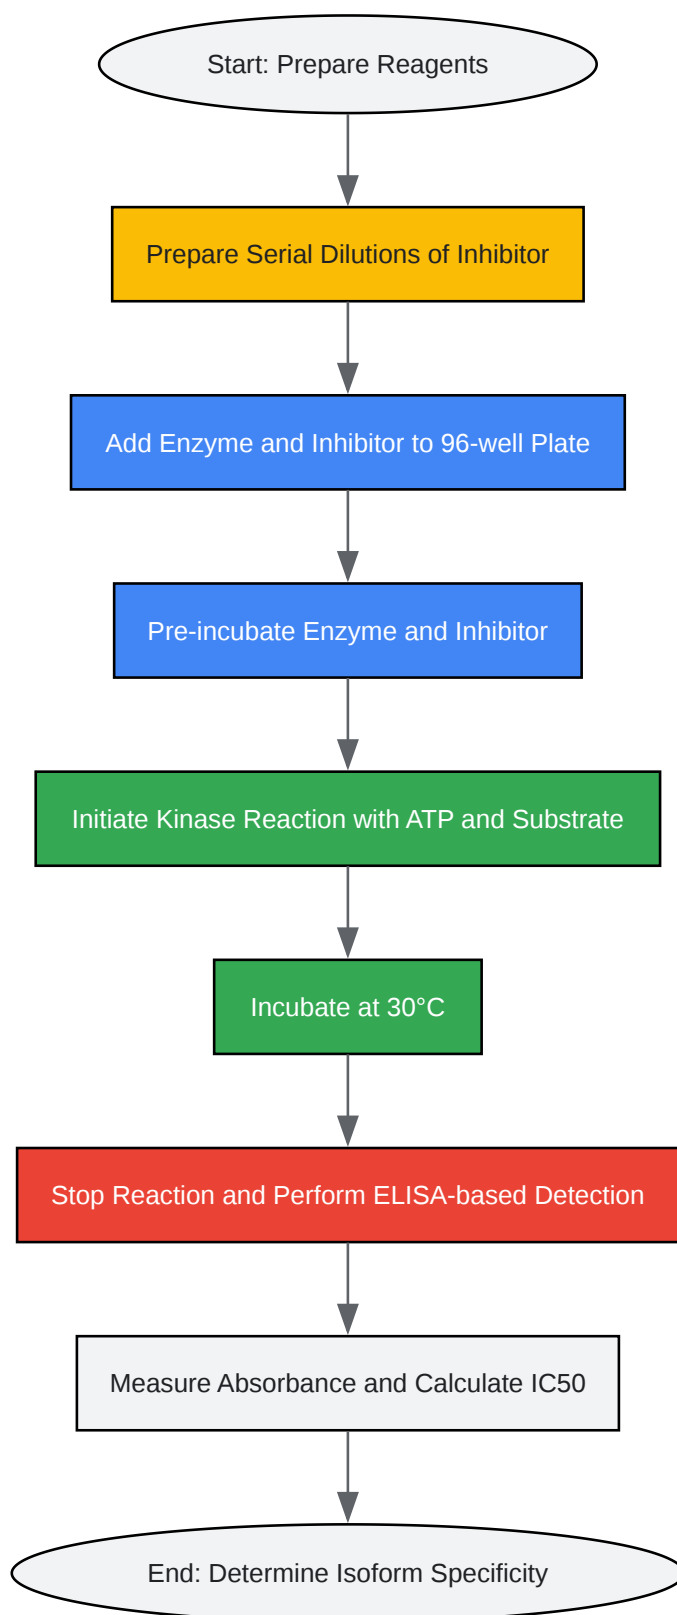 Start: Prepare Reagents
Prepare Serial Dilutions of Inhibitor
Add Enzyme and Inhibitor to 96-well Plate
Pre-incubate Enzyme and Inhibitor
Initiate Kinase Reaction with ATP and Substrate
Incubate at 30°C
Stop Reaction and Perform ELISA-based Detection
Measure Absorbance and Calculate IC50
End: Determine Isoform Specificity